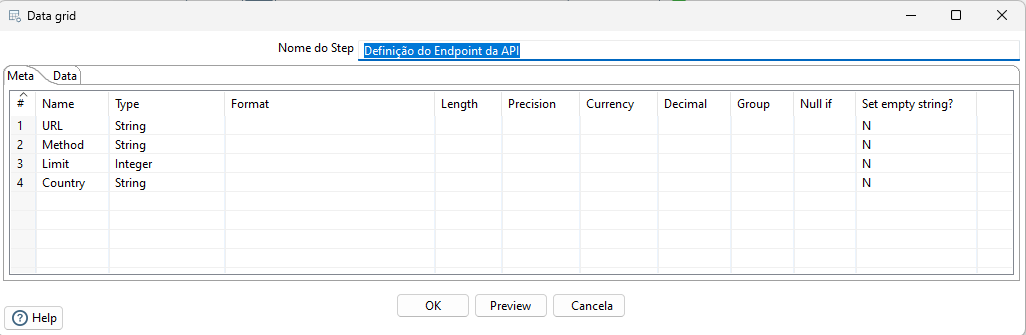 Data grid
Nome do Step Definição do Endpoint da API
Meta Data
# Name Type Format Length Precision Currency Decimal Group Null if Set empty string?
1 URL String N
2 Method String N
3 Limit Integer N
4 Country String N
OK Preview Cancela
Help